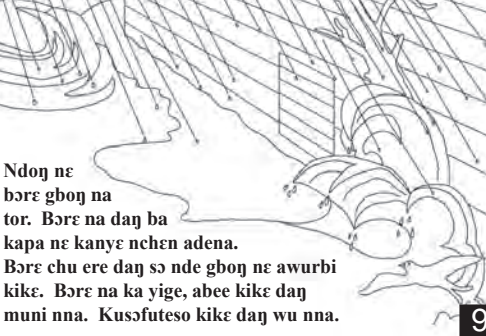 Ndoŋ nɛ
bɔrɛ gboŋ na
tor.  Bɔrɛ na daŋ ba
kapa nɛ kanyɛ nchɛn adena.
Bɔrɛ chu ere daŋ sɔ nde gboŋ nɛ awurbi
kikɛ.  Bɔrɛ na ka yige, abee kikɛ daŋ
muni nna.  Kusɔfuteso kikɛ daŋ wu nna.
9